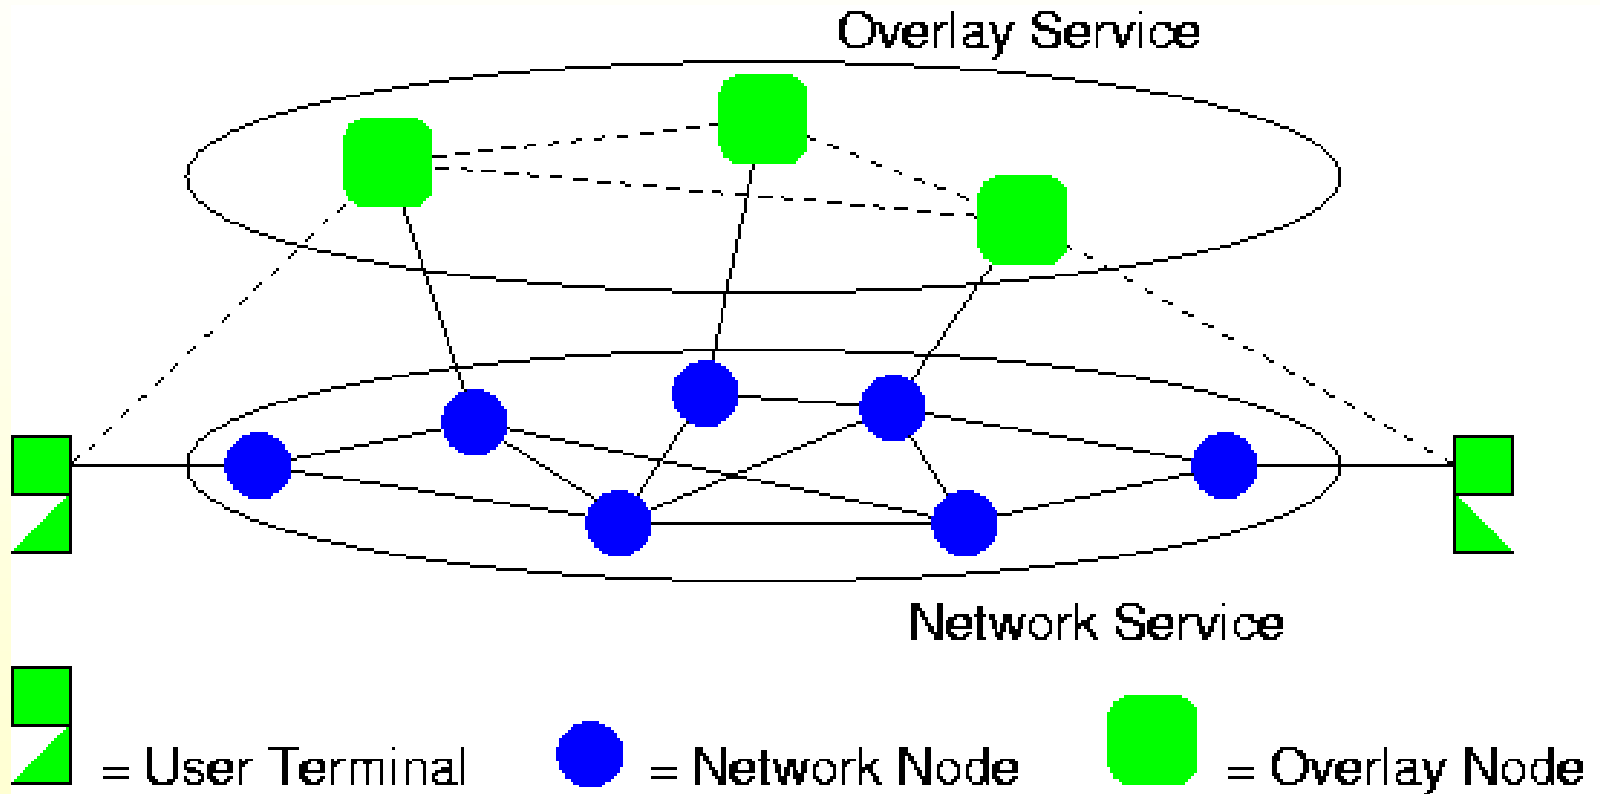 Overlay Service
Network Service
= User Terminal
= Network Node
= Overlay Node